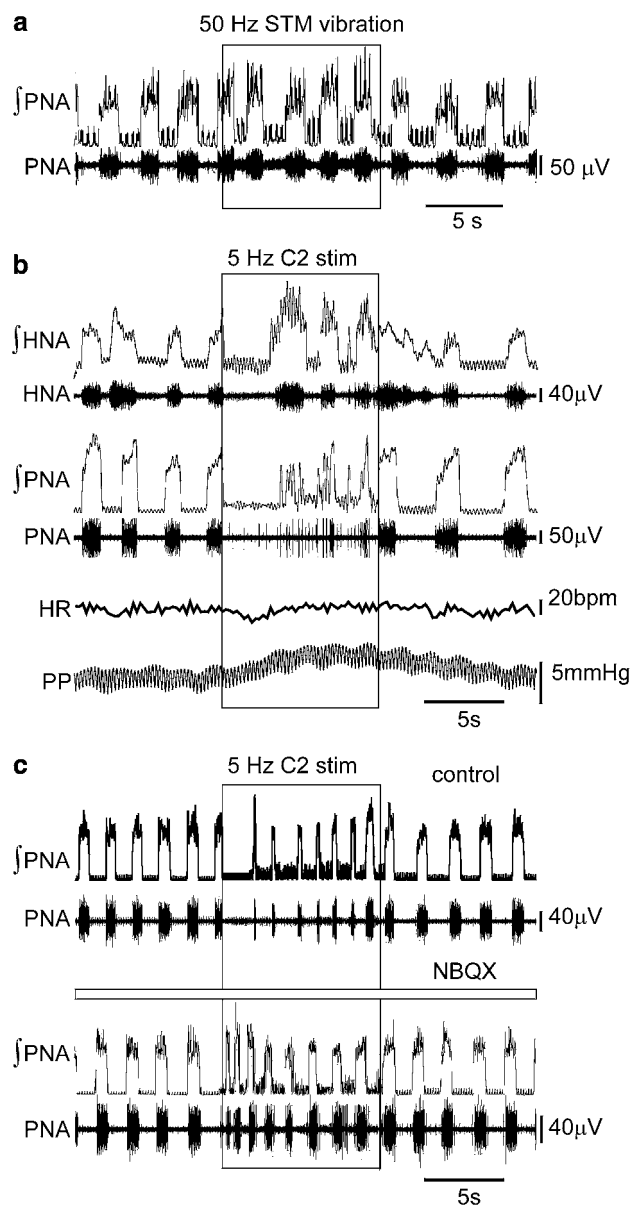 a
50 Hz STM vibration
∫PNA
PNA
50 μV
5 s
b
5 Hz C2 stim
∫HNA
HNA
40μV
∫PNA
PNA
50μV
HR
20bpm
PP
5mmHg
5s
c
5 Hz C2 stim
control
∫PNA
PNA
40μV
NBQX
∫PNA
PNA
40μV
5s